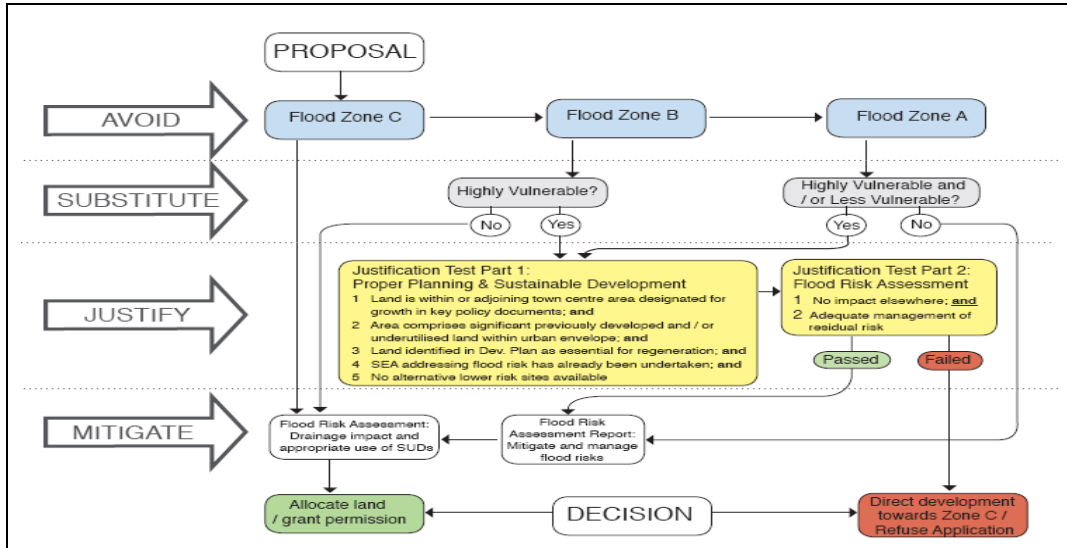 PROPOSAL
AVOID
Flood Zone C
Flood Zone B
Flood Zone A
SUBSTITUTE
Highly Vulnerable?
No
Yes
Highly Vulnerable and
/ or Less Vulnerable?
Yes
No
JUSTIFY
Justification Test Part 1:
Proper Planning & Sustainable Development
1 Land is within or adjoining town centre area designated for
growth in key policy documents; and
2 Area comprises significant previously developed and / or
underutilised land within urban envelope; and
3 Land identified in Dev. Plan as essential for regeneration; and
4 SEA addressing flood risk has already been undertaken; and
5 No alternative lower risk sites available
Justification Test Part 2:
Flood Risk Assessment
1 No impact elsewhere; and
2 Adequate management of
residual risk
Passed
Failed
MITIGATE
Flood Risk Assessment:
Drainage impact and
appropriate use of SUDs
Flood Risk
Assessment Report:
Mitigate and manage
flood risks
Allocate land
/ grant permission
DECISION
Direct development
towards Zone C /
Refuse Application